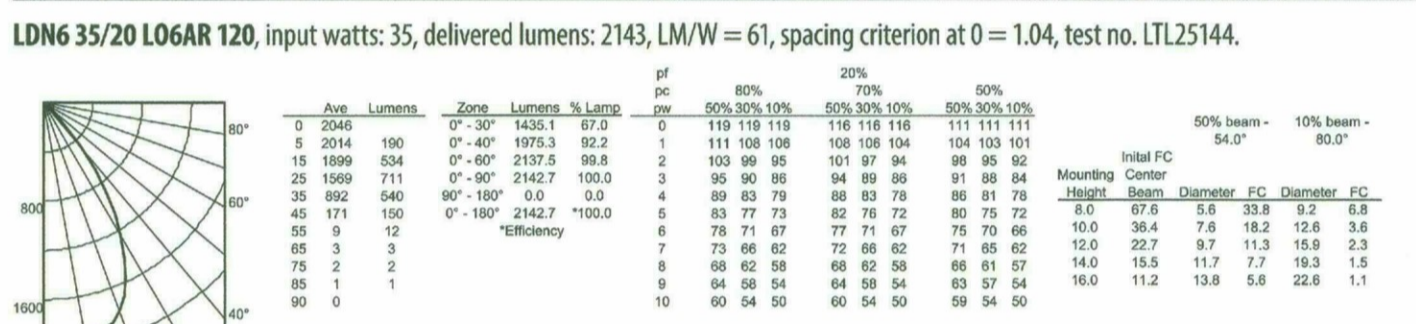 LDN6 35/20 LO6AR 120, input watts: 35, delivered lumens: 2143, LM/W = 61, spacing criterion at 0 = 1.04, test no. LTL25144.
80°
60°
40°
800
1600
Ave Lumens
0 2046
5 2014 190
15 1899 534
25 1569 711
35 892 540
45 171 150
55 9 12
65 3 3
75 2 2
85 1 1
90 0
Zone Lumens % Lamp
0° - 30° 1435.1 67.0
0° - 40° 1975.3 92.2
0° - 60° 2137.5 99.8
0° - 90° 2142.7 100.0
90° - 180° 0.0 0.0
0° - 180° 2142.7 *100.0
*Efficiency
pf 20%
pc 80% 70% 50%
pw 50% 30% 10% 50% 30% 10% 50% 30% 10%
0 119 119 119 116 116 116 111 111 111
1 111 108 106 108 106 104 104 103 101
2 103 99 95 101 97 94 98 95 92
3 95 90 86 94 89 86 91 88 84
4 89 83 79 88 83 78 86 81 78
5 83 77 73 82 76 72 80 75 72
6 78 71 67 77 71 67 75 70 66
7 73 66 62 72 66 62 71 65 62
8 68 62 58 68 62 58 66 61 57
9 64 58 54 64 58 54 63 57 54
10 60 54 50 60 54 50 59 54 50
50% beam - 10% beam -
54.0° 80.0°
Inital FC
Mounting Center
Height Beam Diameter FC Diameter FC
8.0 67.6 5.6 33.8 9.2 6.8
10.0 36.4 7.6 18.2 12.6 3.6
12.0 22.7 9.7 11.3 15.9 2.3
14.0 15.5 11.7 7.7 19.3 1.5
16.0 11.2 13.8 5.6 22.6 1.1